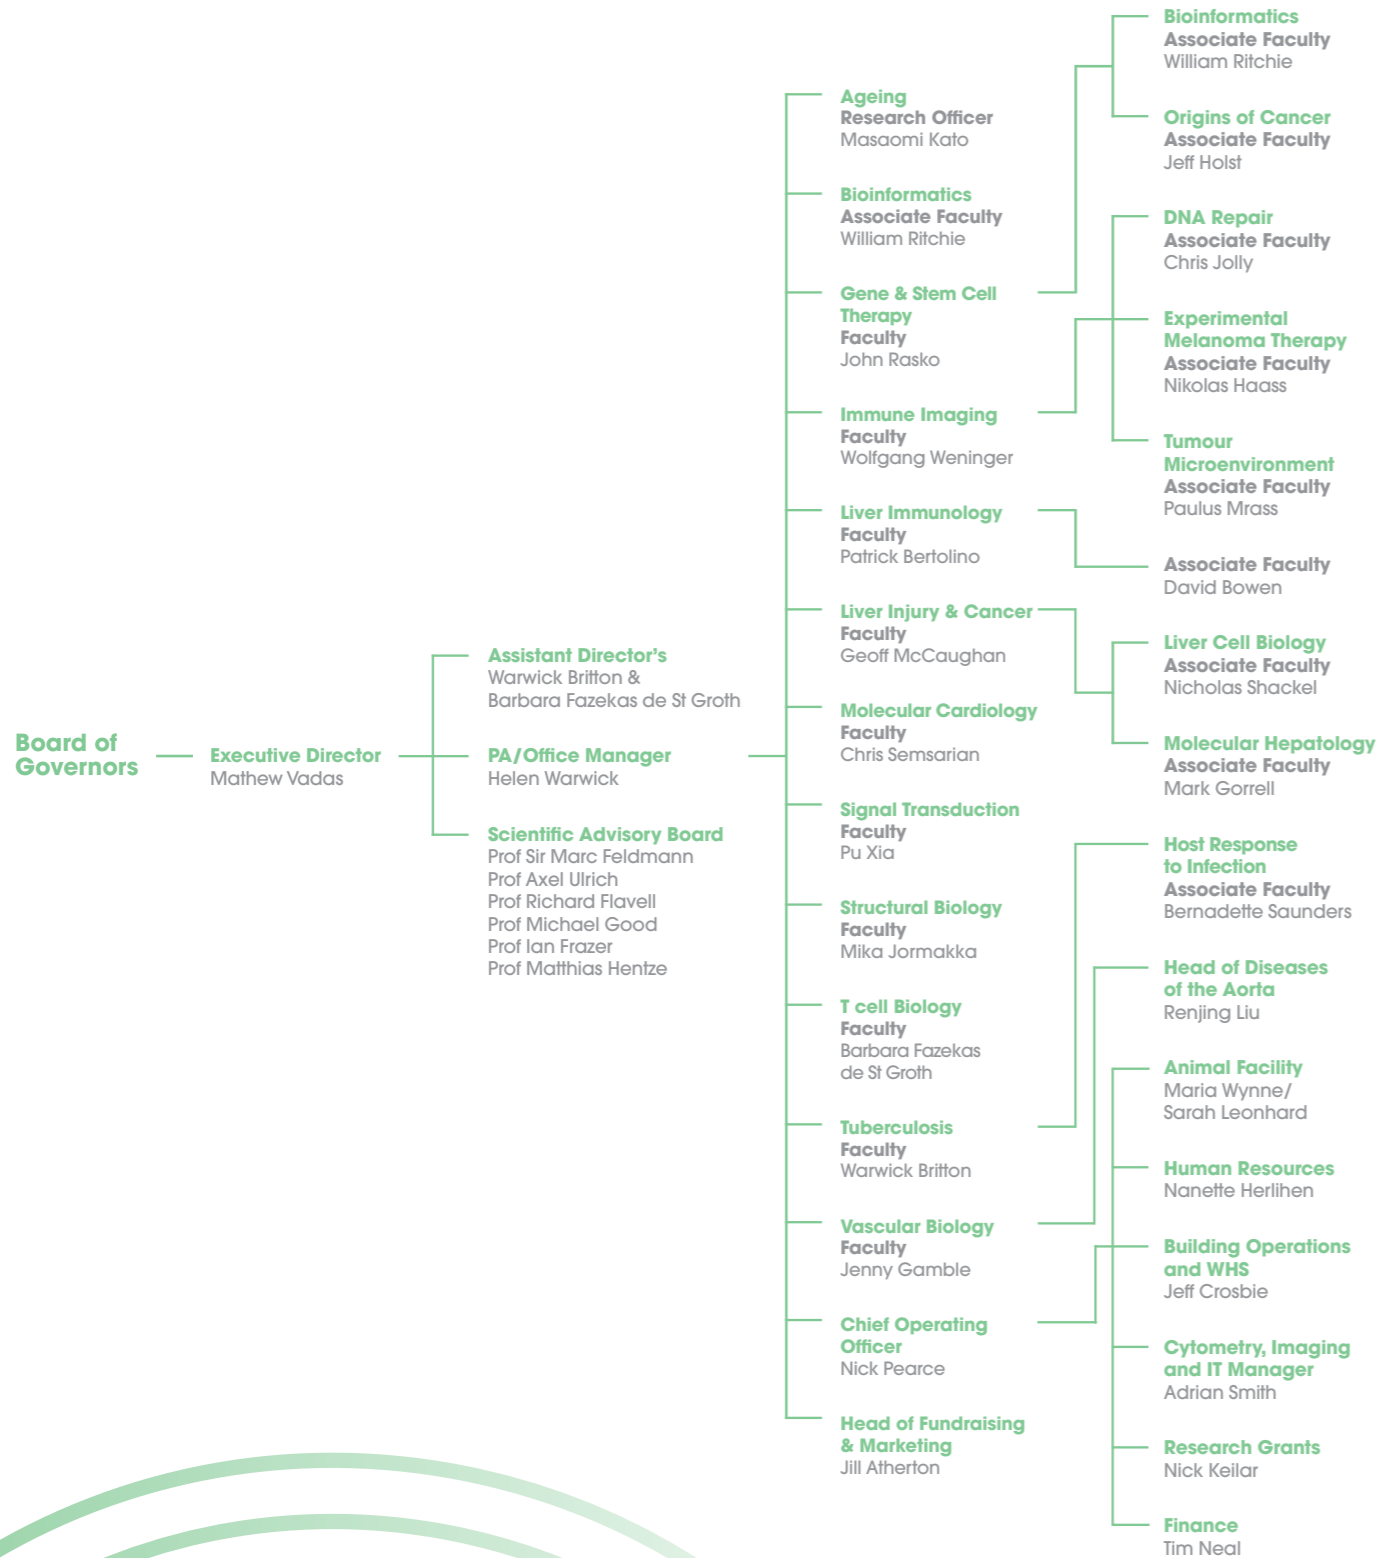 Board of
Governors
Executive Director
Mathew Vadas
Assistant Director’s
Warwick Britton &
Barbara Fazekas de St Groth
PA/Office Manager
Helen Warwick
Scientific Advisory Board
Prof Sir Marc Feldmann
Prof Axel Ulrich
Prof Richard Flavell
Prof Michael Good
Prof Ian Frazer
Prof Matthias Hentze
Ageing
Research Officer
Masaomi Kato
Bioinformatics
Associate Faculty
William Ritchie
Gene & Stem Cell
Therapy
Faculty
John Rasko
Immune Imaging
Faculty
Wolfgang Weninger
Liver Immunology
Faculty
Patrick Bertolino
Liver Injury & Cancer
Faculty
Geoff McCaughan
Molecular Cardiology
Faculty
Chris Semsarian
Signal Transduction
Faculty
Pu Xia
Structural Biology
Faculty
Mika Jormakka
T cell Biology
Faculty
Barbara Fazekas
de St Groth
Tuberculosis
Faculty
Warwick Britton
Vascular Biology
Faculty
Jenny Gamble
Chief Operating
Officer
Nick Pearce
Head of Fundraising
& Marketing
Jill Atherton
Bioinformatics
Associate Faculty
William Ritchie
Origins of Cancer
Associate Faculty
Jeff Holst
DNA Repair
Associate Faculty
Chris Jolly
Experimental
Melanoma Therapy
Associate Faculty
Nikolas Haass
Tumour
Microenvironment
Associate Faculty
Paulus Mrass
Associate Faculty
David Bowen
Liver Cell Biology
Associate Faculty
Nicholas Shackel
Molecular Hepatology
Associate Faculty
Mark Gorrell
Host Response
to Infection
Associate Faculty
Bernadette Saunders
Head of Diseases
of the Aorta
Renjing Liu
Animal Facility
Maria Wynne/
Sarah Leonhard
Human Resources
Nanette Herlihen
Building Operations
and WHS
Jeff Crosbie
Cytometry, Imaging
and IT Manager
Adrian Smith
Research Grants
Nick Keilar
Finance
Tim Neal